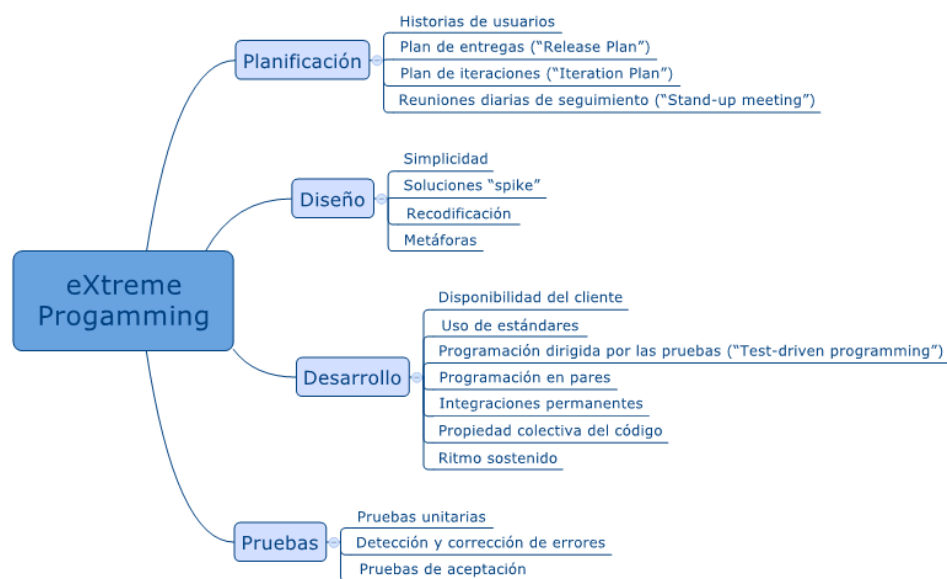 eXtreme
Progamming
Planificación
Historias de usuarios
Plan de entregas (“Release Plan”)
Plan de iteraciones (“Iteration Plan”)
Reuniones diarias de seguimiento (“Stand-up meeting”)
Diseño
Simplicidad
Soluciones “spike”
Recodificación
Metáforas
Desarrollo
Disponibilidad del cliente
Uso de estándares
Programación dirigida por las pruebas (“Test-driven programming”)
Programación en pares
Integraciones permanentes
Propiedad colectiva del código
Ritmo sostenido
Pruebas
Pruebas unitarias
Detección y corrección de errores
Pruebas de aceptación